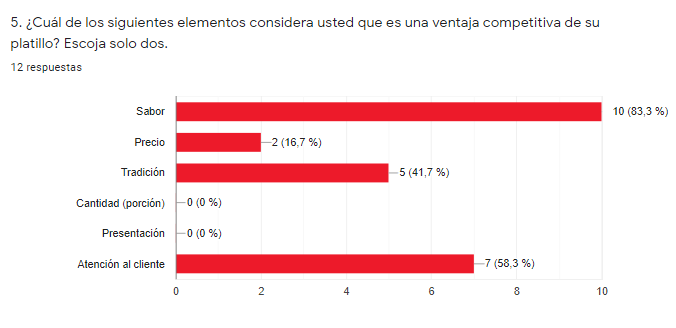 5. ¿Cuál de los siguientes elementos considera usted que es una ventaja competitiva de su
platillo? Escoja solo dos.
12 respuestas
Sabor 10 (83,3 %)
Precio 2 (16,7 %)
Tradición 5 (41,7 %)
Cantidad (porción) 0 (0 %)
Presentación 0 (0 %)
Atención al cliente 7 (58,3 %)
0 2 4 6 8 10